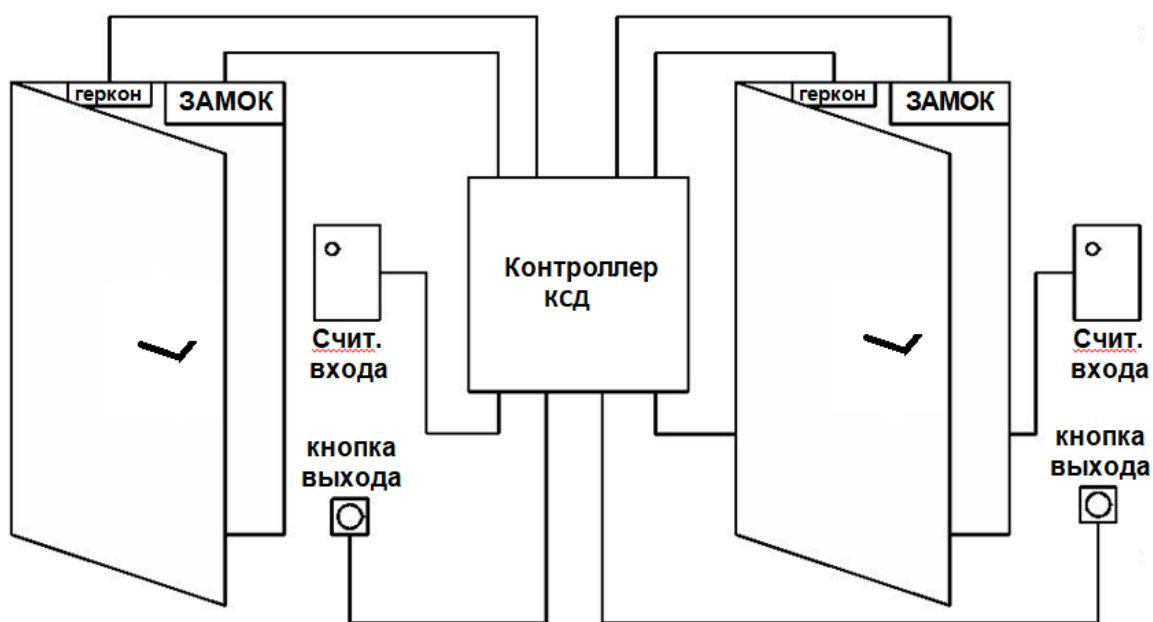 геркон
ЗАМОК
геркон
ЗАМОК
Контроллер
КСД
Счит.
входа
Счит.
входа
кнопка
выхода
кнопка
выхода